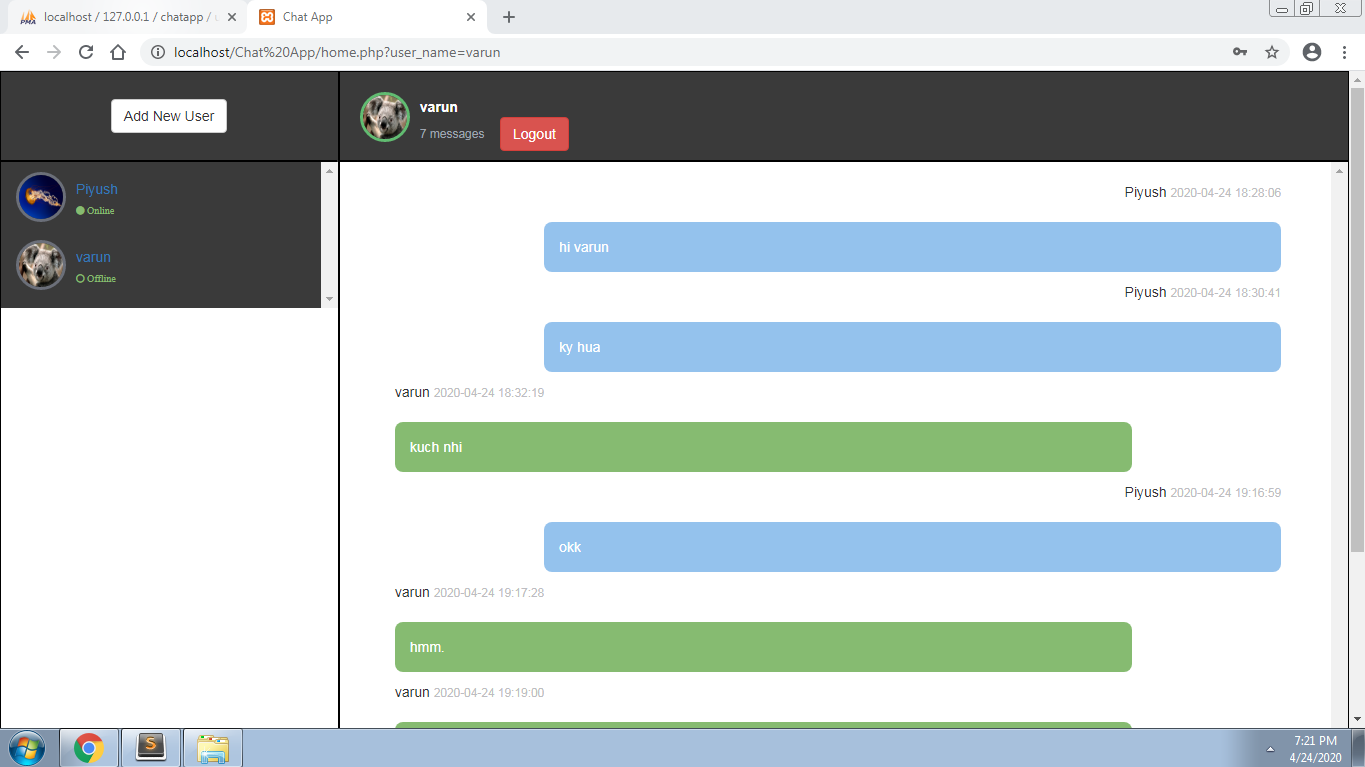 localhost / 127.0.0.1 / chatapp /
Chat App
localhost/Chat%20App/home.php?user_name=varun
Add New User
varun
7 messages
Logout
Piyush
Online
varun
Offline
Piyush 2020-04-24 18:28:06
hi varun
Piyush 2020-04-24 18:30:41
ky hua
varun 2020-04-24 18:32:19
kuch nhi
Piyush 2020-04-24 19:16:59
okk
varun 2020-04-24 19:17:28
hmm.
varun 2020-04-24 19:19:00
7:21 PM
4/24/2020